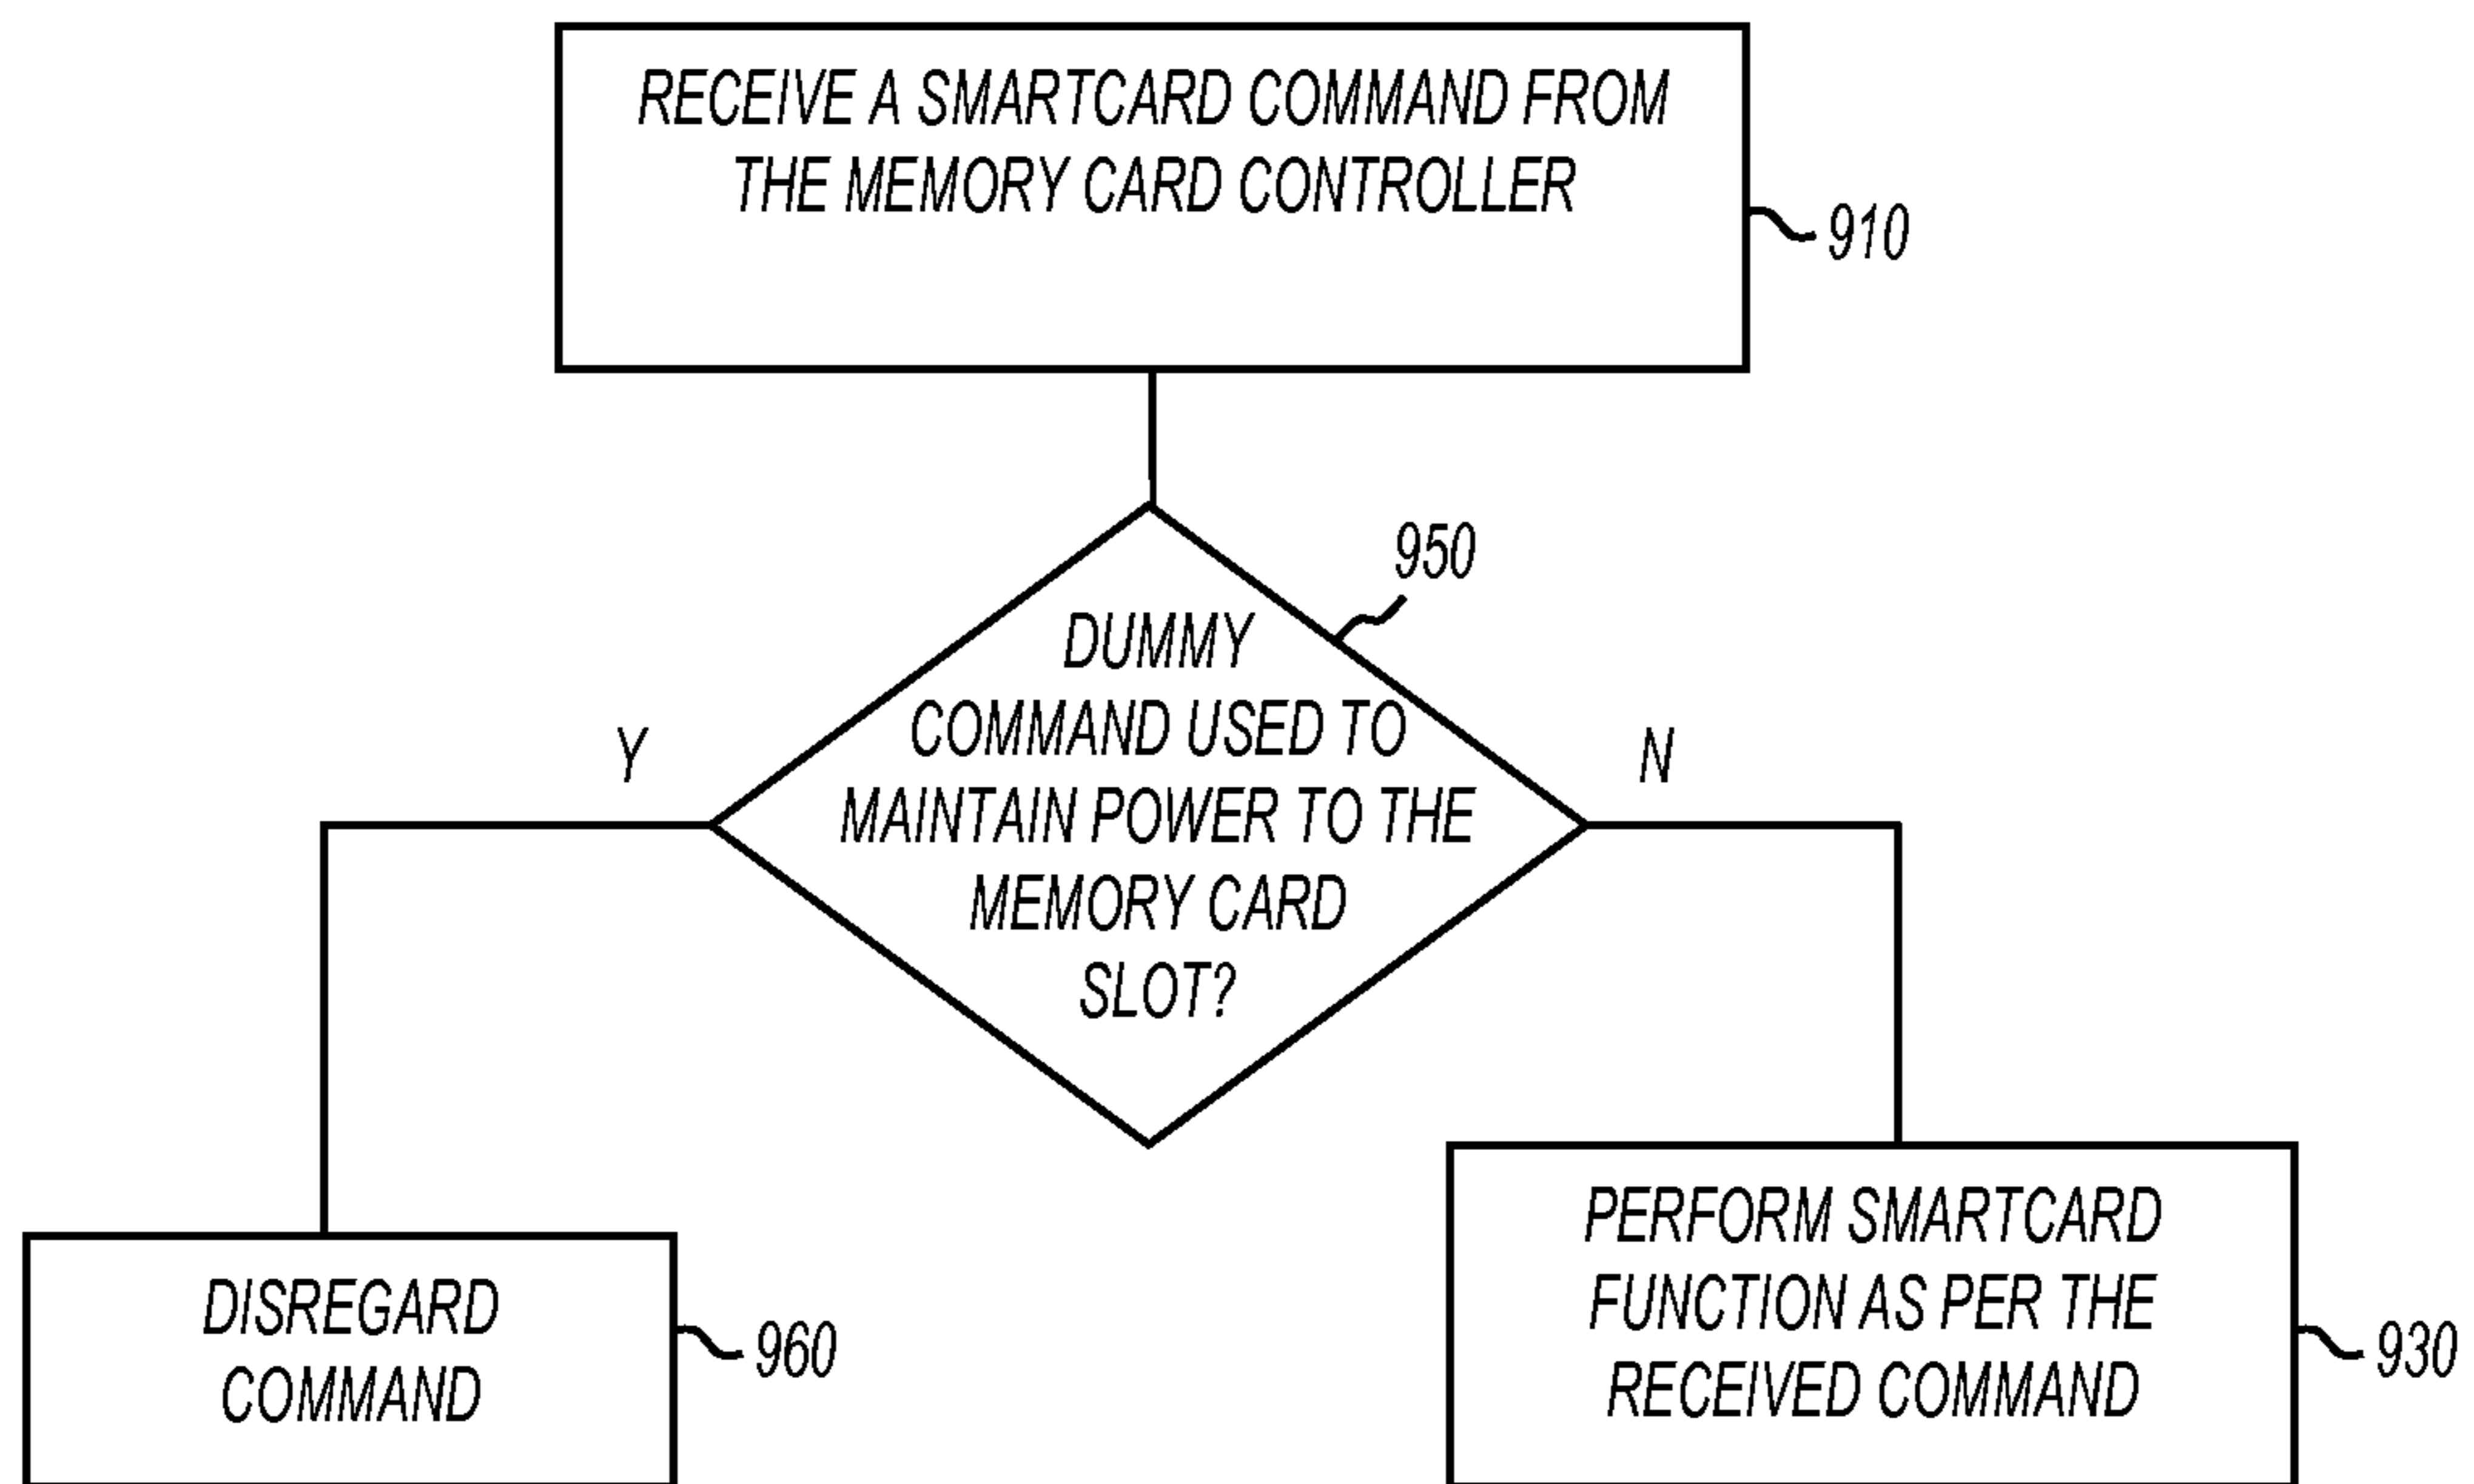 RECEIVE A SMARTCARD COMMAND FROM
THE MEMORY CARD CONTROLLER
910
950
DUMMY
COMMAND USED TO
MAINTAIN POWER TO THE
MEMORY CARD
SLOT?
Y
N
DISREGARD
COMMAND
960
PERFORM SMARTCARD
FUNCTION AS PER THE
RECEIVED COMMAND
930